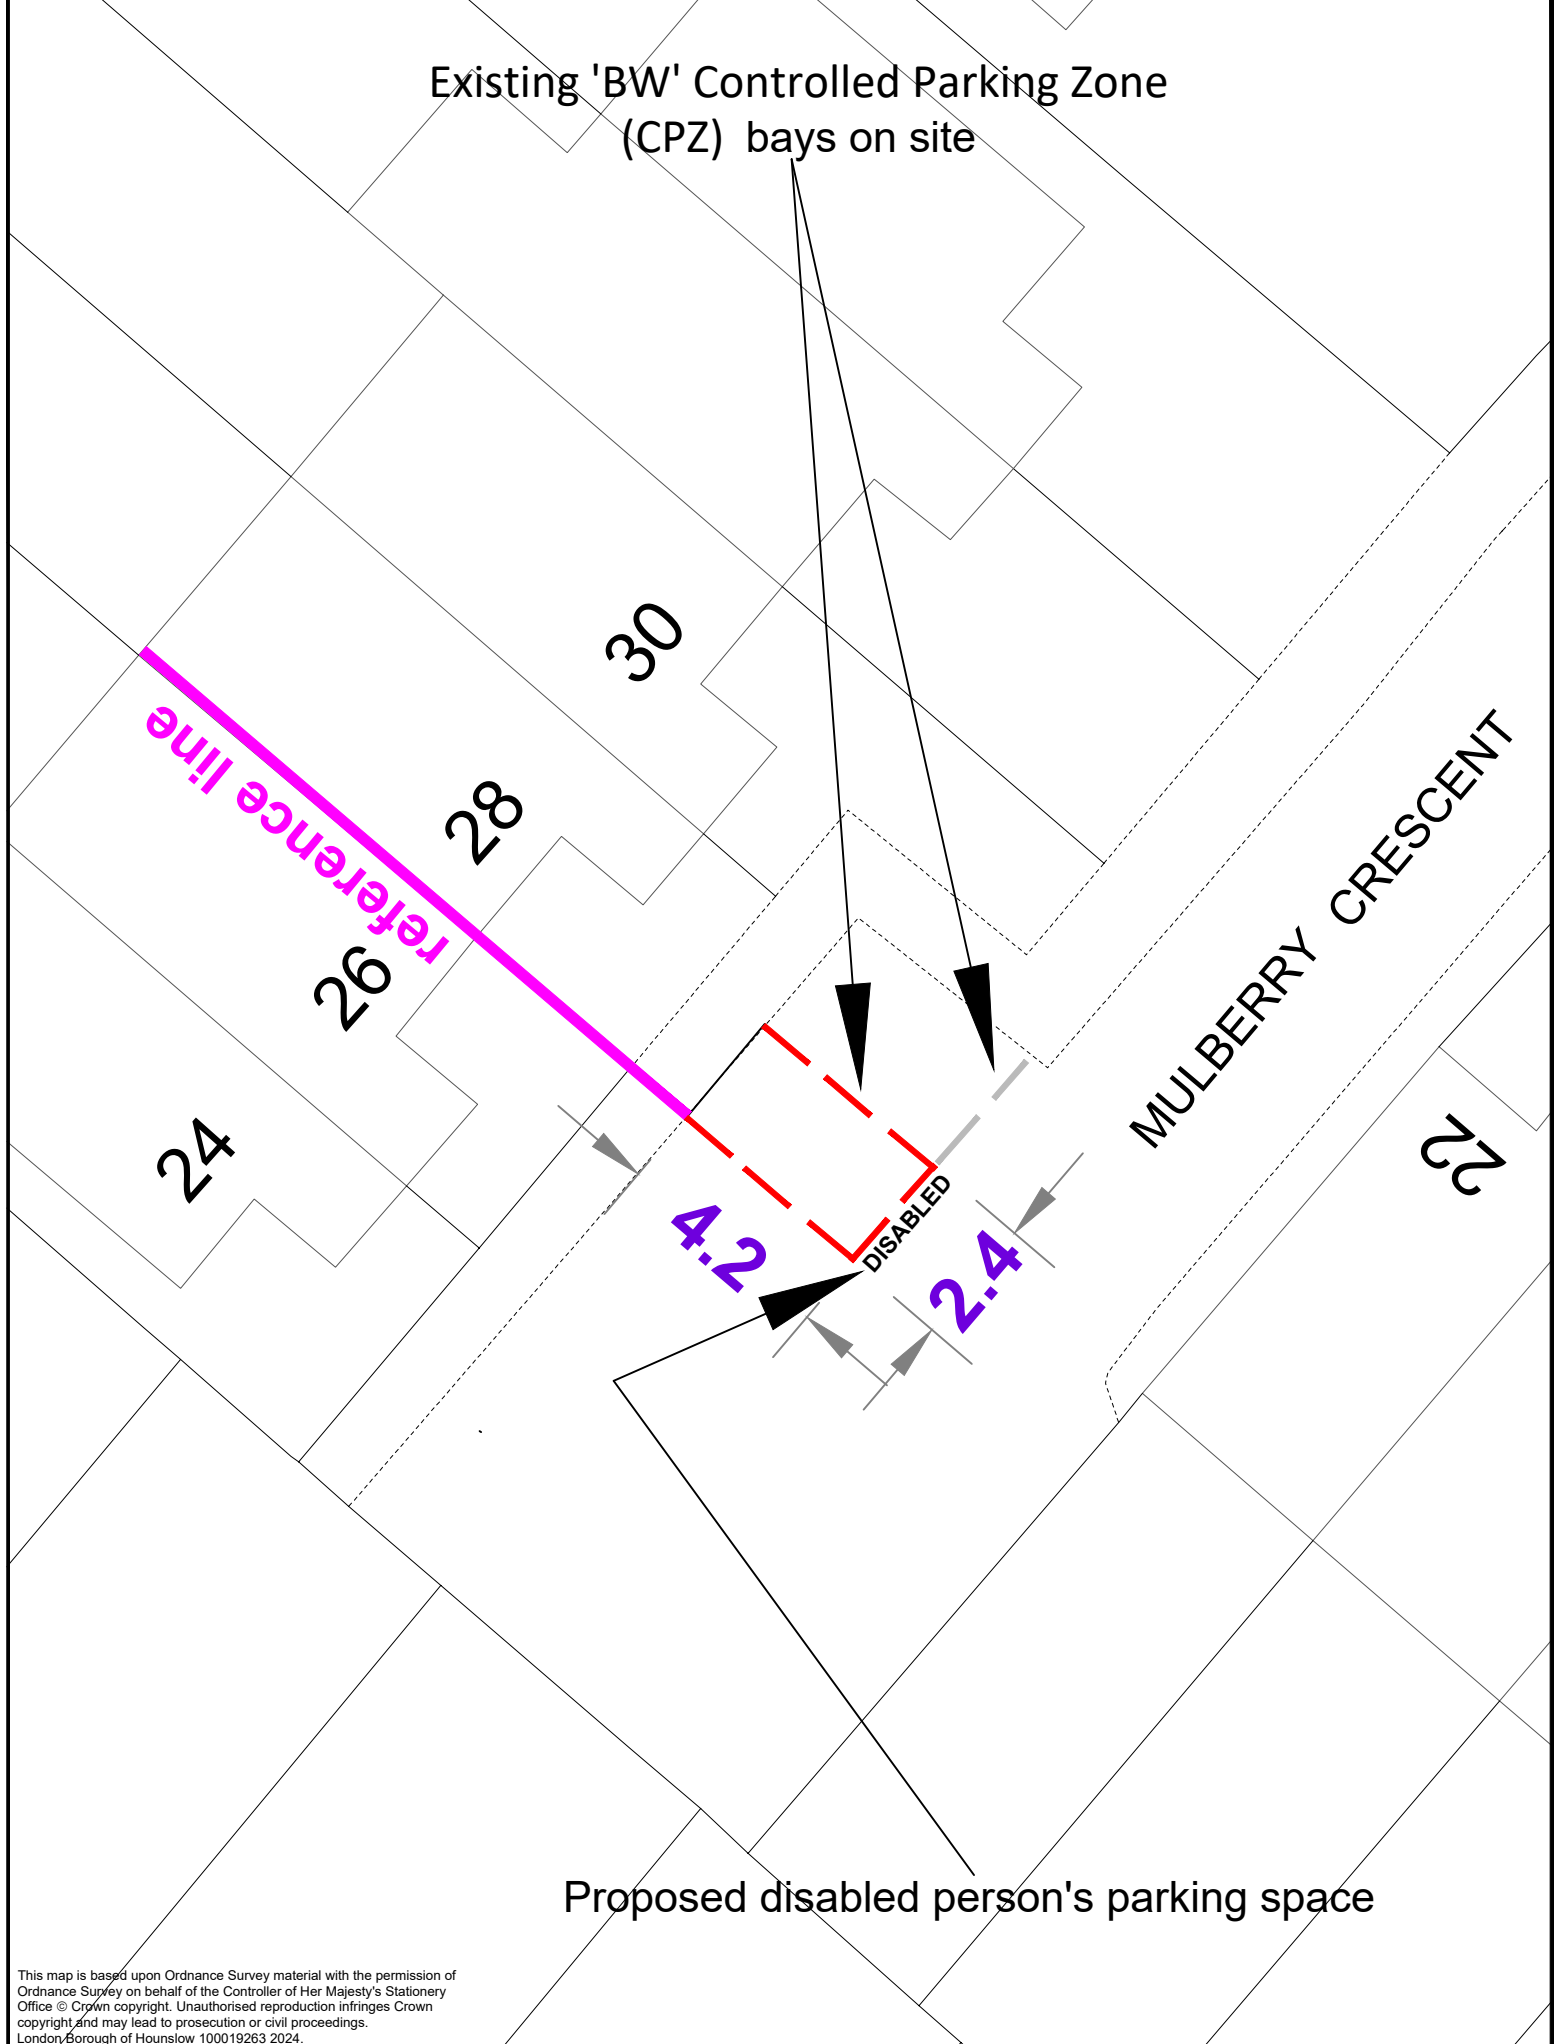 Existing 'BW' Controlled Parking Zone
(CPZ) bays on site
30
reference line
28
26
24
MULBERRY CRESCENT
22
DISABLED
4.2
2.4
Proposed disabled person's parking space
This map is based upon Ordnance Survey material with the permission of
Ordnance Survey on behalf of the Controller of Her Majesty's Stationery
Office © Crown copyright. Unauthorised reproduction infringes Crown
copyright and may lead to prosecution or civil proceedings.
London Borough of Hounslow 100019263 2024.